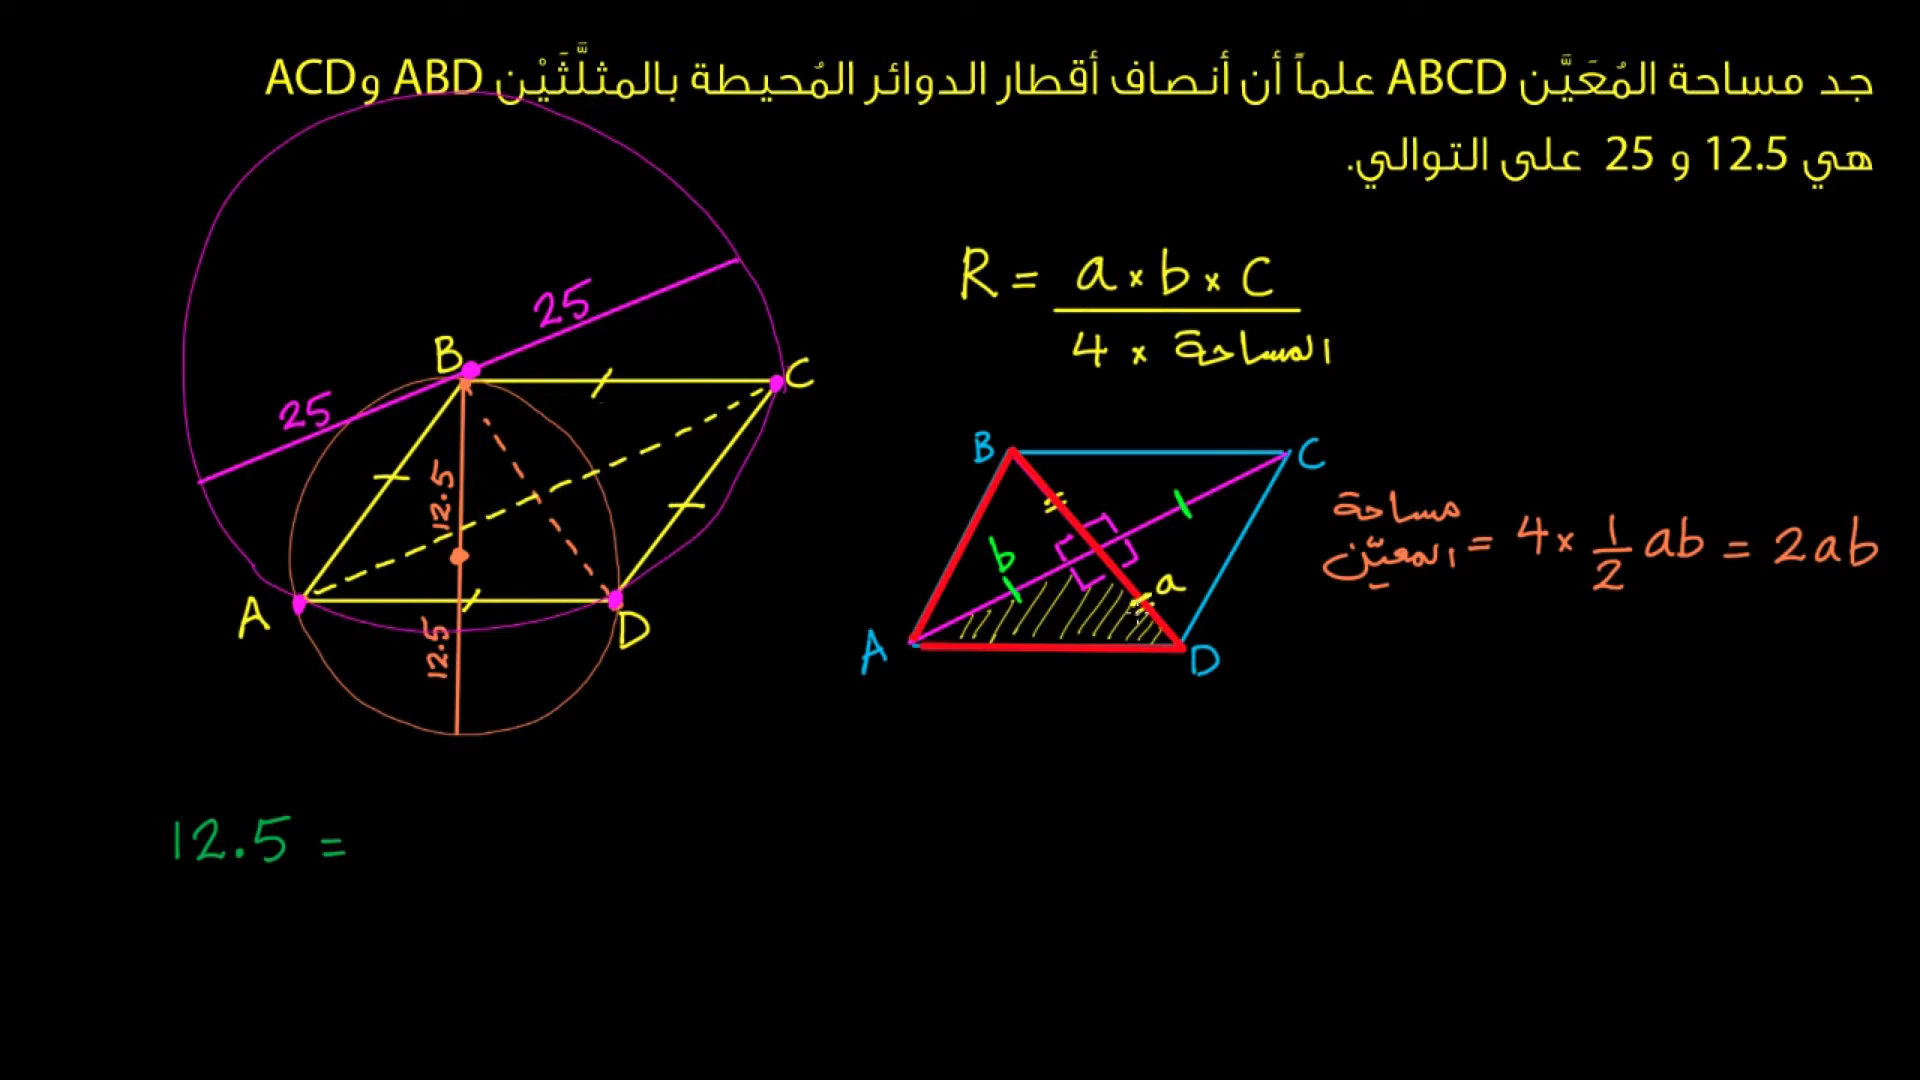 جد مساحة المُعَيَّن ABCD علماً أن أنصاف أقطار الدوائر المُحيطة بالمثلَّثَيْن ABD وACD
هي 12.5 و 25 على التوالي.
R = a × b × c
4 × المساحة
25
25
B
C
12.5
12.5
A
D
B
C
b
a
A
D
مساحة المعيّن = 4 × 1/2 ab = 2ab
12.5 =